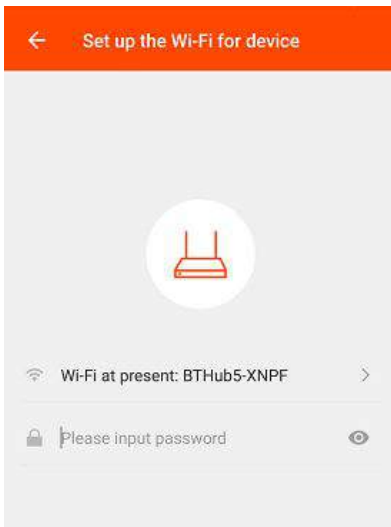 Set up the Wi-Fi for device
Wi-Fi at present: BTHub5-XNPF
Please input password